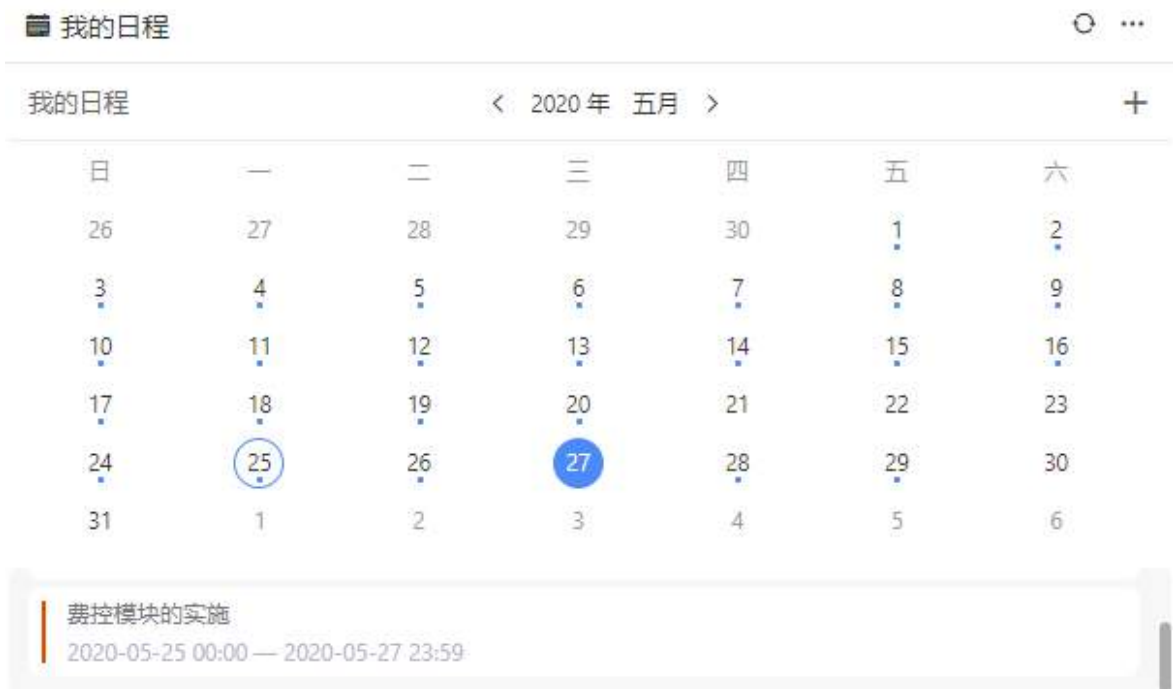 我的日程
我的日程 2020 年 五月
日 一 二 三 四 五 六
26 27 28 29 30 1 2
3 4 5 6 7 8 9
10 11 12 13 14 15 16
17 18 19 20 21 22 23
24 25 26 27 28 29 30
31 1 2 3 4 5 6
费控模块的实施
2020-05-25 00:00 — 2020-05-27 23:59